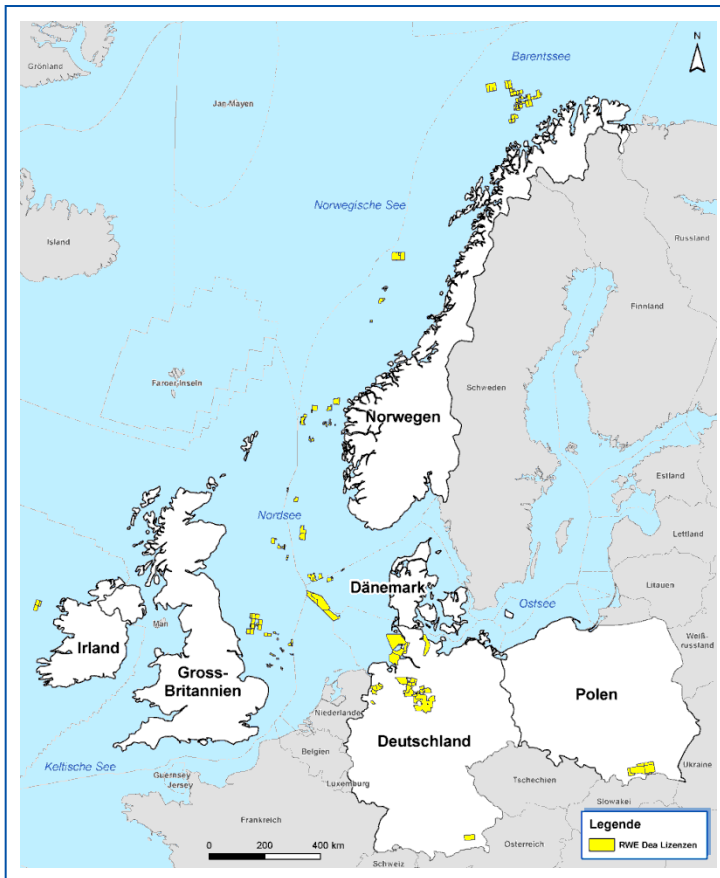 Grönland
Barentssee
N
Jan-Mayen
Norwegische See
Island
Russland
Finnland
Schweden
Faroer-Inseln
Norwegen
Estland
Nordsee
Lettland
Dänemark
Ostsee
Litauen
Man
Irland
Weiß-
russland
Gross-
Britannien
Niederlande
Polen
Deutschland
Belgien
Keltische See
Guernsey
Jersey
Luxemburg
Tschechien
Ukraine
Slowakei
Frankreich
Österreich
Schweiz
0 200 400 km
Legende
RWE Dea Lizenzen